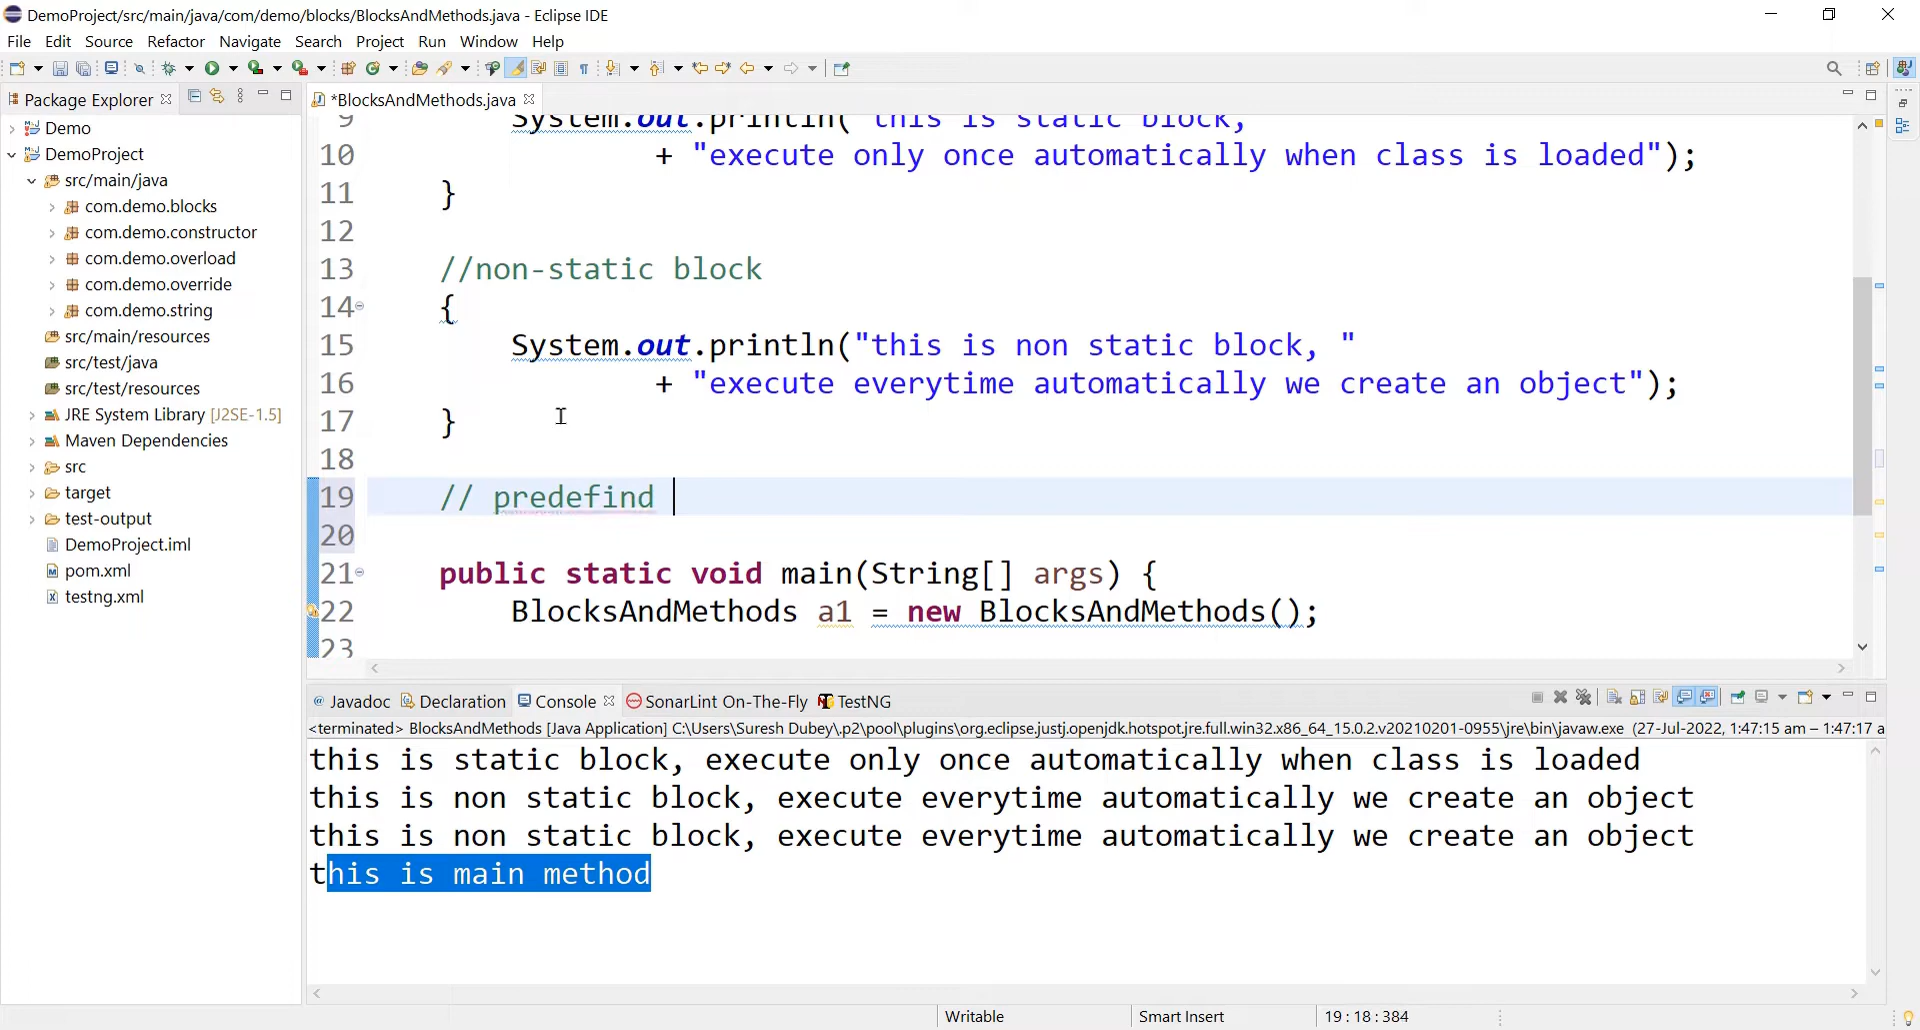 DemoProject/src/main/java/com/demo/blocks/BlocksAndMethods.java - Eclipse IDE
File Edit Source Refactor Navigate Search Project Run Window Help
Package Explorer
Demo
DemoProject
src/main/java
com.demo.blocks
com.demo.constructor
com.demo.overload
com.demo.override
com.demo.string
src/main/resources
src/test/java
src/test/resources
JRE System Library [J2SE-1.5]
Maven Dependencies
src
target
test-output
DemoProject.iml
pom.xml
testng.xml
*BlocksAndMethods.java
9 System.out.println("this is static block,
10 + "execute only once automatically when class is loaded");
11 }
12
13 //non-static block
14 {
15 System.out.println("this is non static block, "
16 + "execute everytime automatically we create an object");
17 }
18
19 // predefind
20
21 public static void main(String[] args) {
22 BlocksAndMethods a1 = new BlocksAndMethods();
23
@ Javadoc Declaration Console SonarLint On-The-Fly TestNG
<terminated> BlocksAndMethods [Java Application] C:\Users\Suresh Dubey\.p2\pool\plugins\org.eclipse.justj.openjdk.hotspot.jre.full.win32.x86_64_15.0.2.v20210201-0955\jre\bin\javaw.exe (27-Jul-2022, 1:47:15 am – 1:47:17 a
this is static block, execute only once automatically when class is loaded
this is non static block, execute everytime automatically we create an object
this is non static block, execute everytime automatically we create an object
this is main method
Writable Smart Insert 19 : 18 : 384